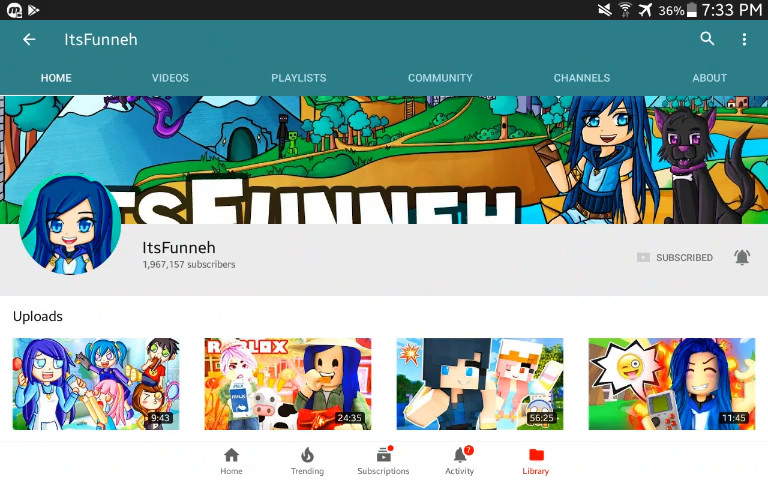 36% 7:33 PM
ItsFunneh
HOME VIDEOS PLAYLISTS COMMUNITY CHANNELS ABOUT
ITSFUNNEH
ItsFunneh
1,967,157 subscribers
SUBSCRIBED
Uploads
ROBLOX
MILK
9:43 24:35 56:25 11:45
7
Home Trending Subscriptions Activity Library